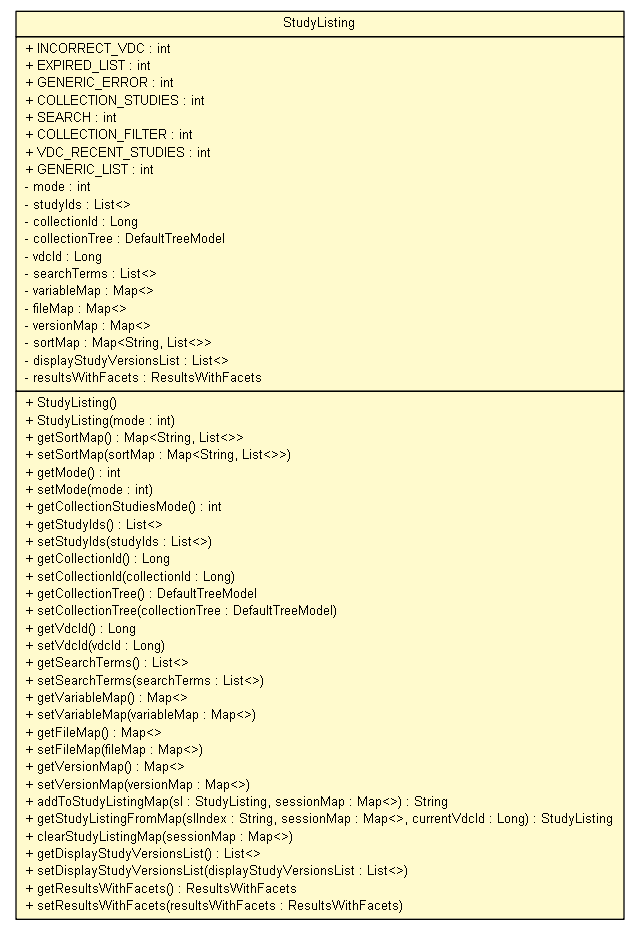 StudyListing
+ INCORRECT_VDC : int
+ EXPIRED_LIST : int
+ GENERIC_ERROR : int
+ COLLECTION_STUDIES : int
+ SEARCH : int
+ COLLECTION_FILTER : int
+ VDC_RECENT_STUDIES : int
+ GENERIC_LIST : int
- mode : int
- studyIds : List<>
- collectionId : Long
- collectionTree : DefaultTreeModel
- vdcId : Long
- searchTerms : List<>
- variableMap : Map<>
- fileMap : Map<>
- versionMap : Map<>
- sortMap : Map<String, List<>>
- displayStudyVersionsList : List<>
- resultsWithFacets : ResultsWithFacets
+ StudyListing()
+ StudyListing(mode : int)
+ getSortMap() : Map<String, List<>>
+ setSortMap(sortMap : Map<String, List<>>)
+ getMode() : int
+ setMode(mode : int)
+ getCollectionStudiesMode() : int
+ getStudyIds() : List<>
+ setStudyIds(studyIds : List<>)
+ getCollectionId() : Long
+ setCollectionId(collectionId : Long)
+ getCollectionTree() : DefaultTreeModel
+ setCollectionTree(collectionTree : DefaultTreeModel)
+ getVdcId() : Long
+ setVdcId(vdcId : Long)
+ getSearchTerms() : List<>
+ setSearchTerms(searchTerms : List<>)
+ getVariableMap() : Map<>
+ setVariableMap(variableMap : Map<>)
+ getFileMap() : Map<>
+ setFileMap(fileMap : Map<>)
+ getVersionMap() : Map<>
+ setVersionMap(versionMap : Map<>)
+ addToStudyListingMap(sl : StudyListing, sessionMap : Map<>) : String
+ getStudyListingFromMap(slIndex : String, sessionMap : Map<>, currentVdcId : Long) : StudyListing
+ clearStudyListingMap(sessionMap : Map<>)
+ getDisplayStudyVersionsList() : List<>
+ setDisplayStudyVersionsList(displayStudyVersionsList : List<>)
+ getResultsWithFacets() : ResultsWithFacets
+ setResultsWithFacets(resultsWithFacets : ResultsWithFacets)